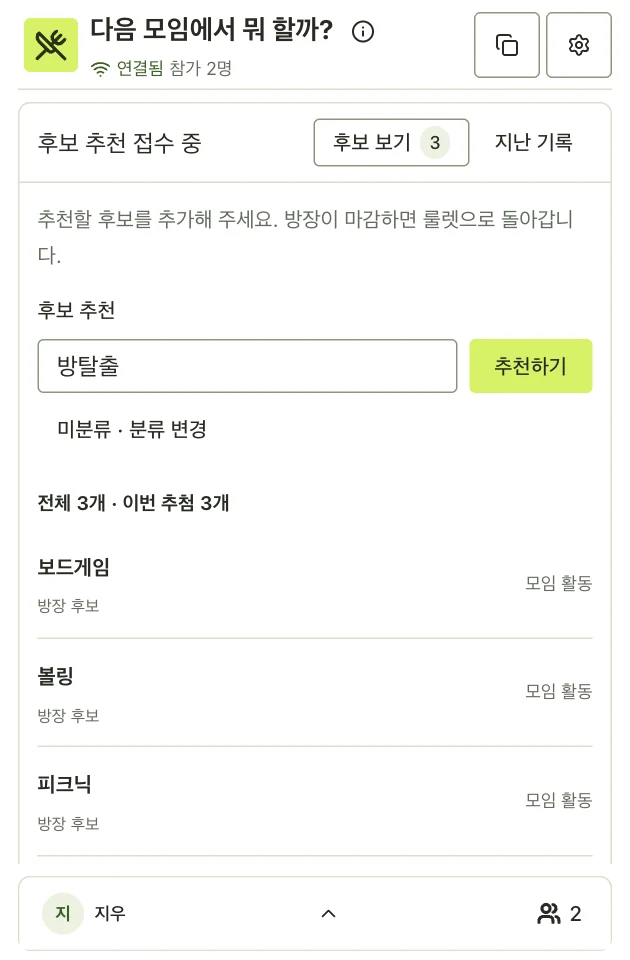 다음 모임에서 뭐 할까?
연결됨 참가 2명
후보 추천 접수 중
후보 보기 3
지난 기록
추천할 후보를 추가해 주세요. 방장이 마감하면 룰렛으로 돌아갑니
다.
후보 추천
방탈출
추천하기
미분류 · 분류 변경
전체 3개 · 이번 추첨 3개
보드게임
모임 활동
방장 후보
볼링
모임 활동
방장 후보
피크닉
모임 활동
방장 후보
지 지우
2